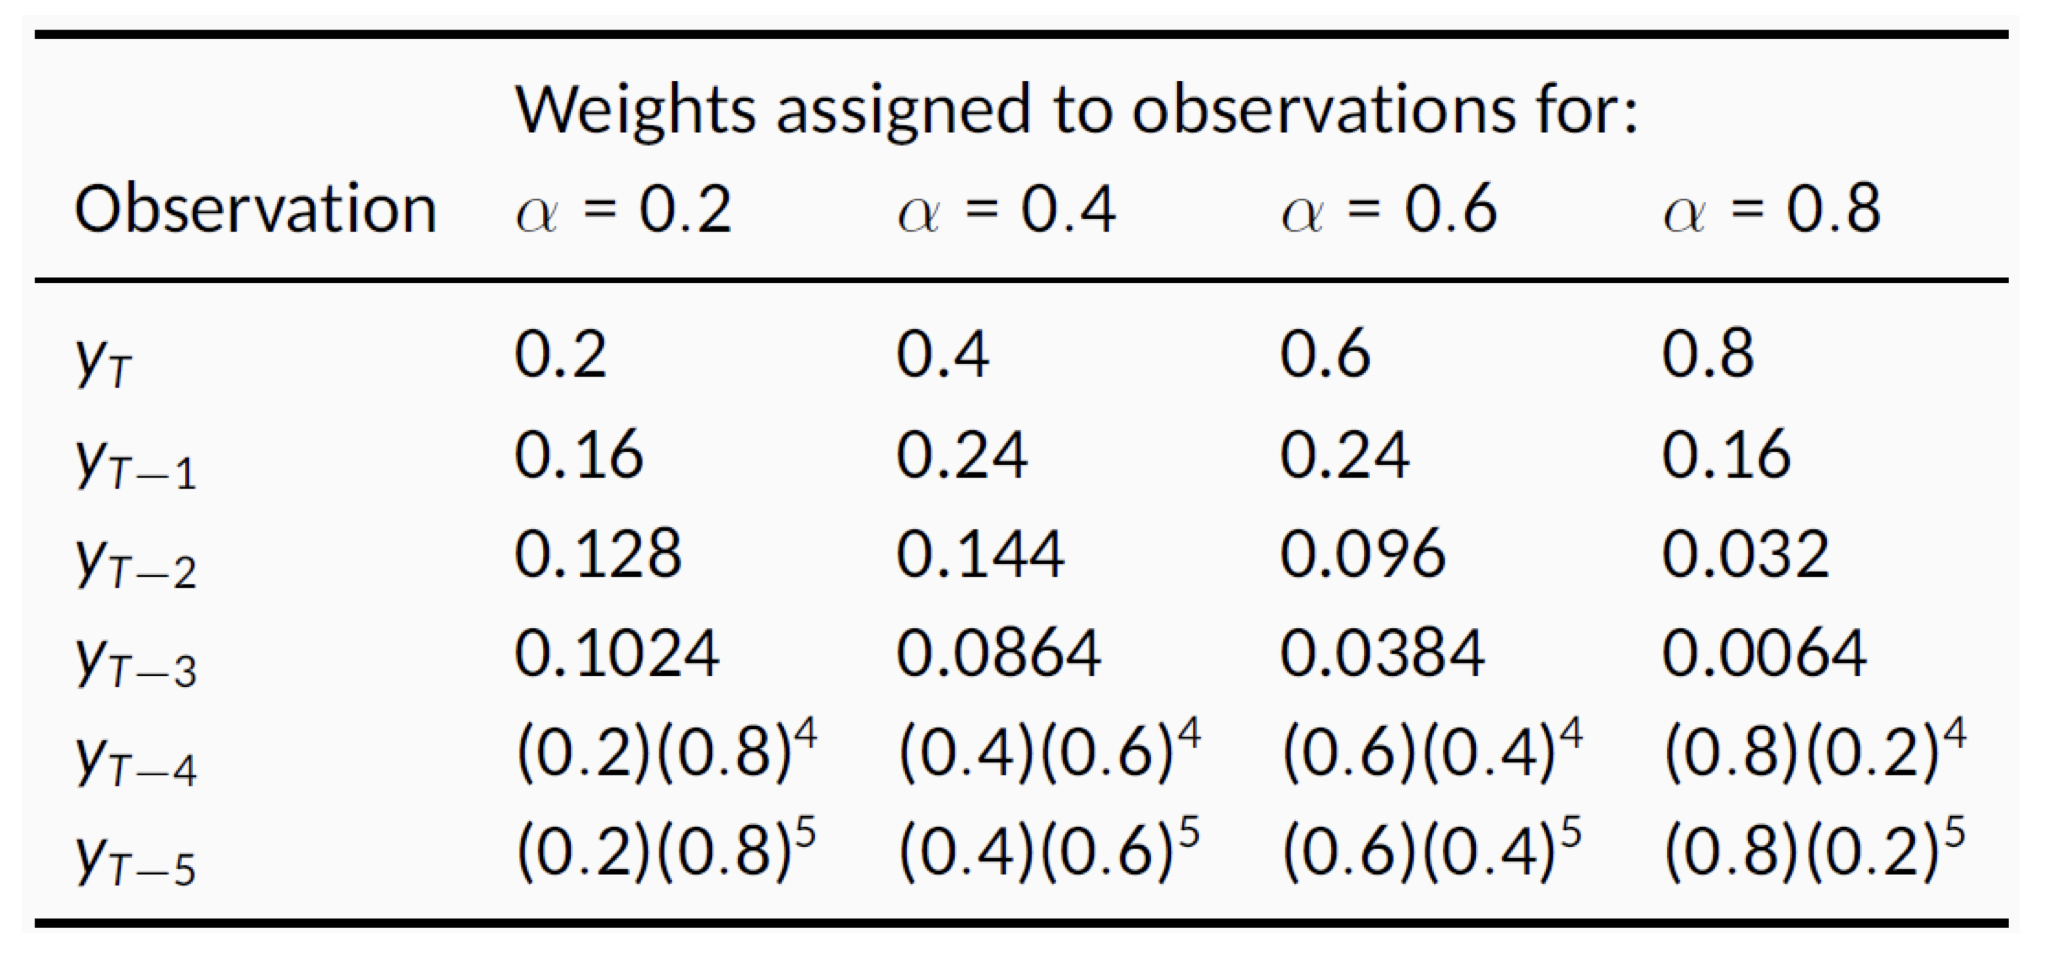 Weights assigned to observations for:
Observation α = 0.2 α = 0.4 α = 0.6 α = 0.8
y_T 0.2 0.4 0.6 0.8
y_{T−1} 0.16 0.24 0.24 0.16
y_{T−2} 0.128 0.144 0.096 0.032
y_{T−3} 0.1024 0.0864 0.0384 0.0064
y_{T−4} (0.2)(0.8)⁴ (0.4)(0.6)⁴ (0.6)(0.4)⁴ (0.8)(0.2)⁴
y_{T−5} (0.2)(0.8)⁵ (0.4)(0.6)⁵ (0.6)(0.4)⁵ (0.8)(0.2)⁵